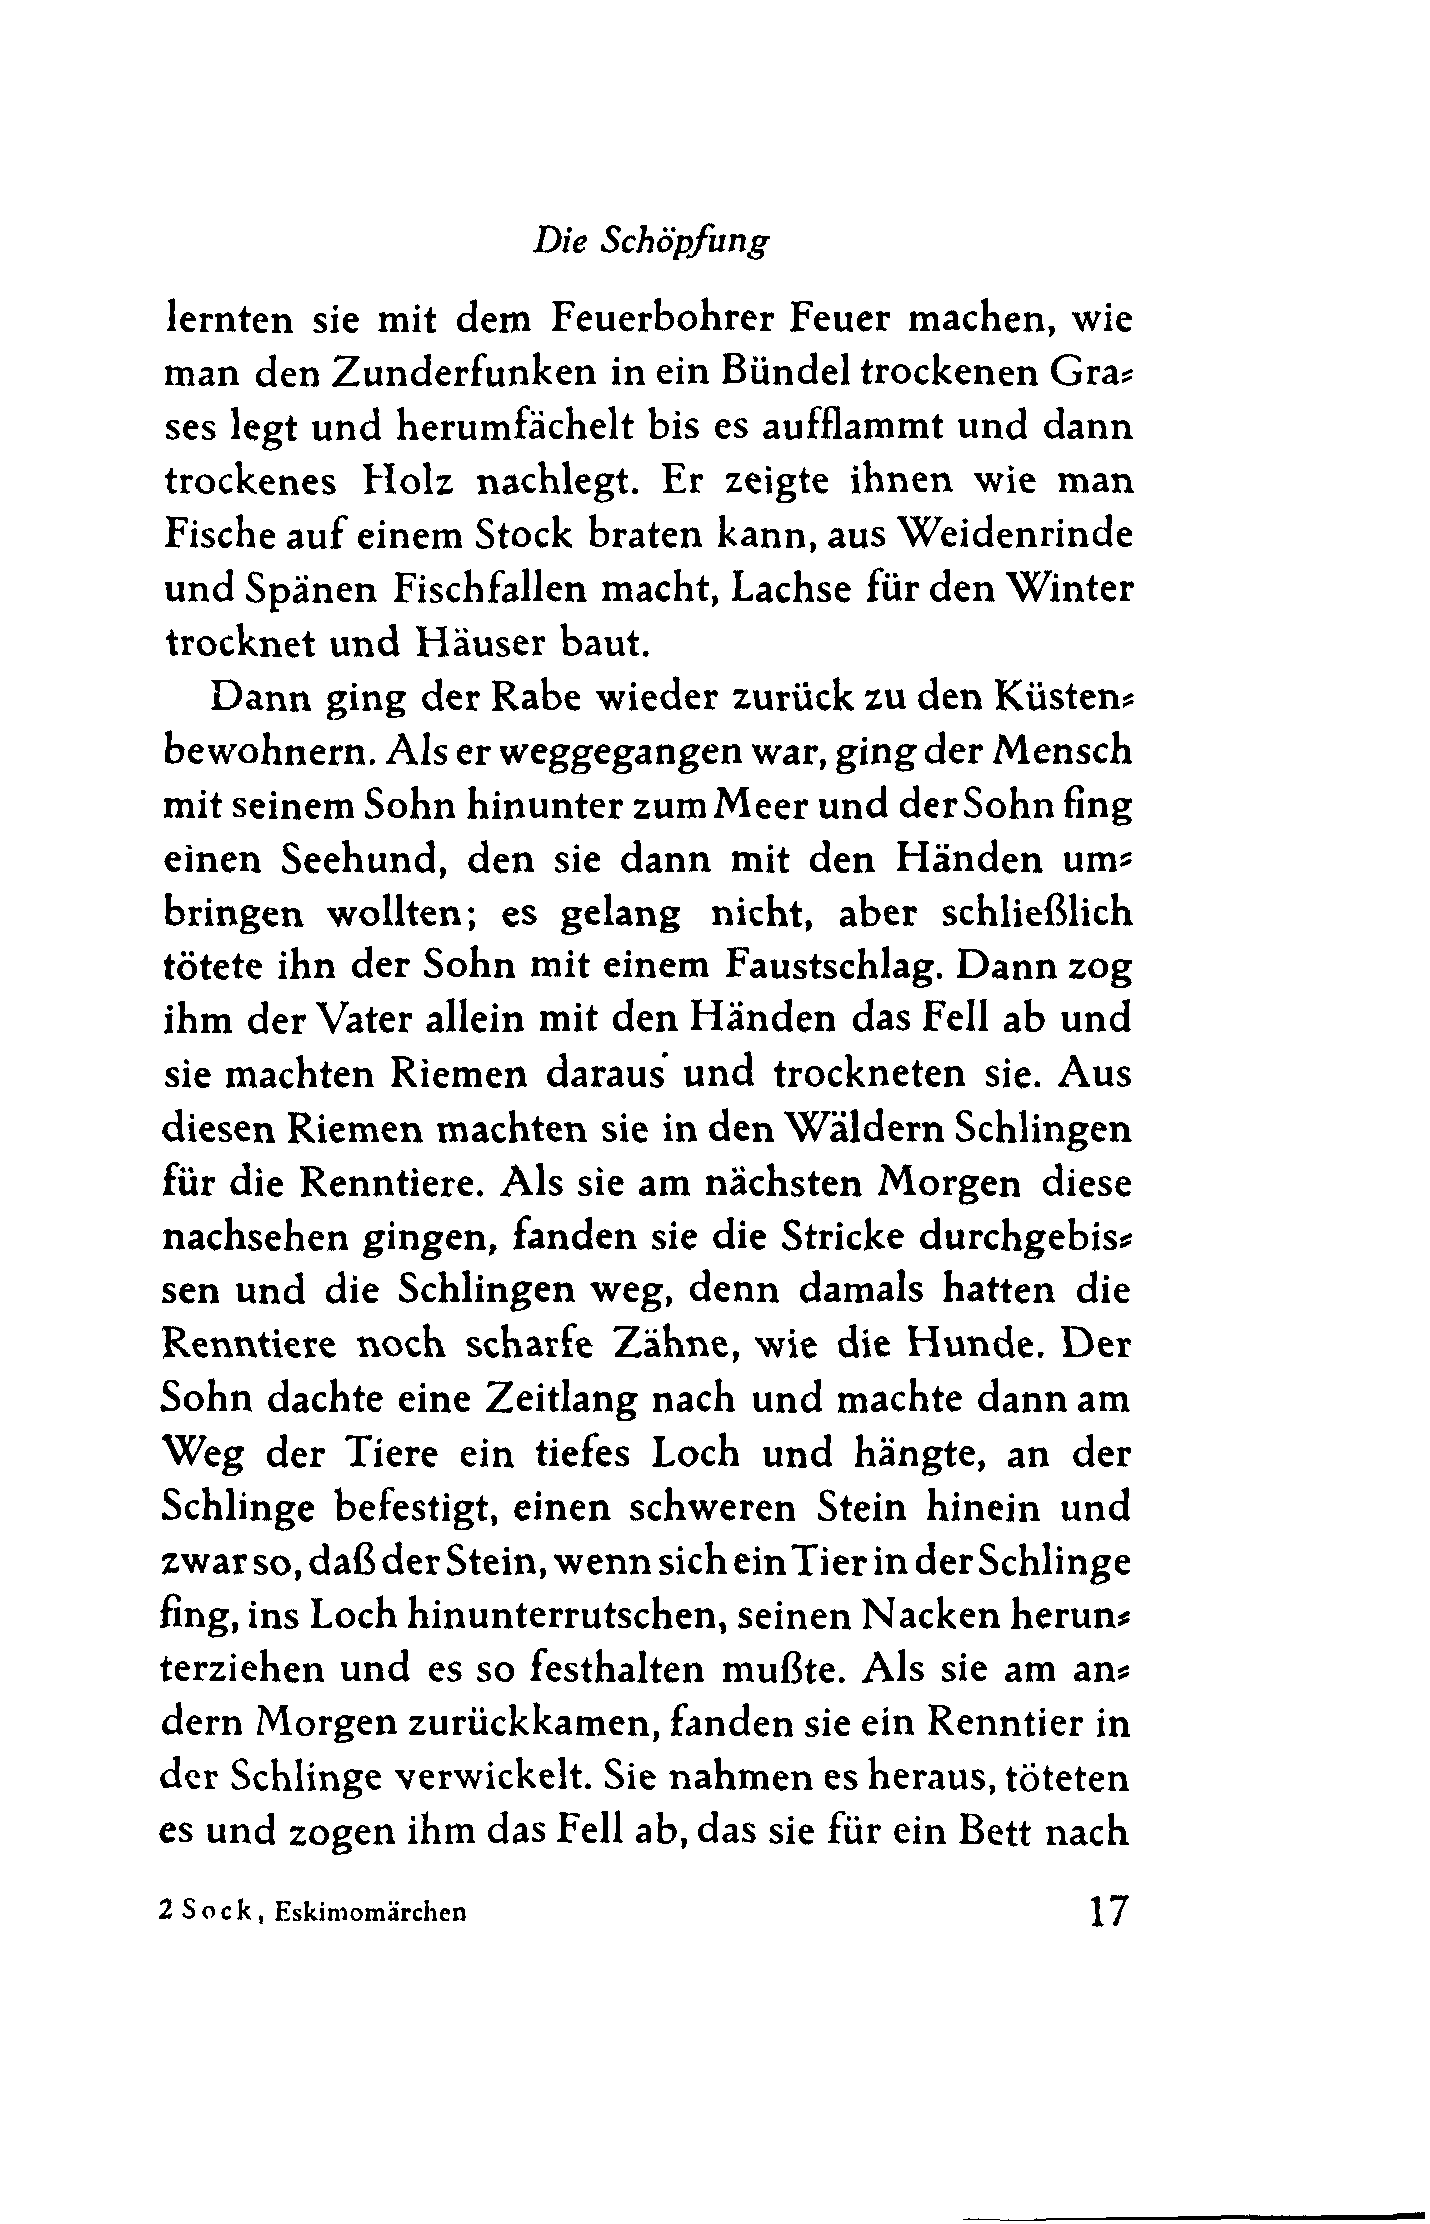 Die Schöpfung
lernten sie mit dem Feuerbohrer Feuer machen, wie
man den Zunderfunken in ein Bündel trockenen Gra⸗
ses legt und herumfächelt bis es aufflammt und dann
trockenes Holz nachlegt. Er zeigte ihnen wie man
Fische auf einem Stock braten kann, aus Weidenrinde
und Spänen Fischfallen macht, Lachse für den Winter
trocknet und Häuser baut.
Dann ging der Rabe wieder zurück zu den Küsten⸗
bewohnern. Als er weggegangen war, ging der Mensch
mit seinem Sohn hinunter zum Meer und der Sohn fing
einen Seehund, den sie dann mit den Händen um⸗
bringen wollten; es gelang nicht, aber schließlich
tötete ihn der Sohn mit einem Faustschlag. Dann zog
ihm der Vater allein mit den Händen das Fell ab und
sie machten Riemen daraus und trockneten sie. Aus
diesen Riemen machten sie in den Wäldern Schlingen
für die Renntiere. Als sie am nächsten Morgen diese
nachsehen gingen, fanden sie die Stricke durchgebis⸗
sen und die Schlingen weg, denn damals hatten die
Renntiere noch scharfe Zähne, wie die Hunde. Der
Sohn dachte eine Zeitlang nach und machte dann am
Weg der Tiere ein tiefes Loch und hängte, an der
Schlinge befestigt, einen schweren Stein hinein und
zwar so, daß der Stein, wenn sich ein Tier in der Schlinge
fing, ins Loch hinunterrutschen, seinen Nacken herun⸗
terziehen und es so festhalten mußte. Als sie am an⸗
dern Morgen zurückkamen, fanden sie ein Renntier in
der Schlinge verwickelt. Sie nahmen es heraus, töteten
es und zogen ihm das Fell ab, das sie für ein Bett nach
2 Sock, Eskimomärchen 17